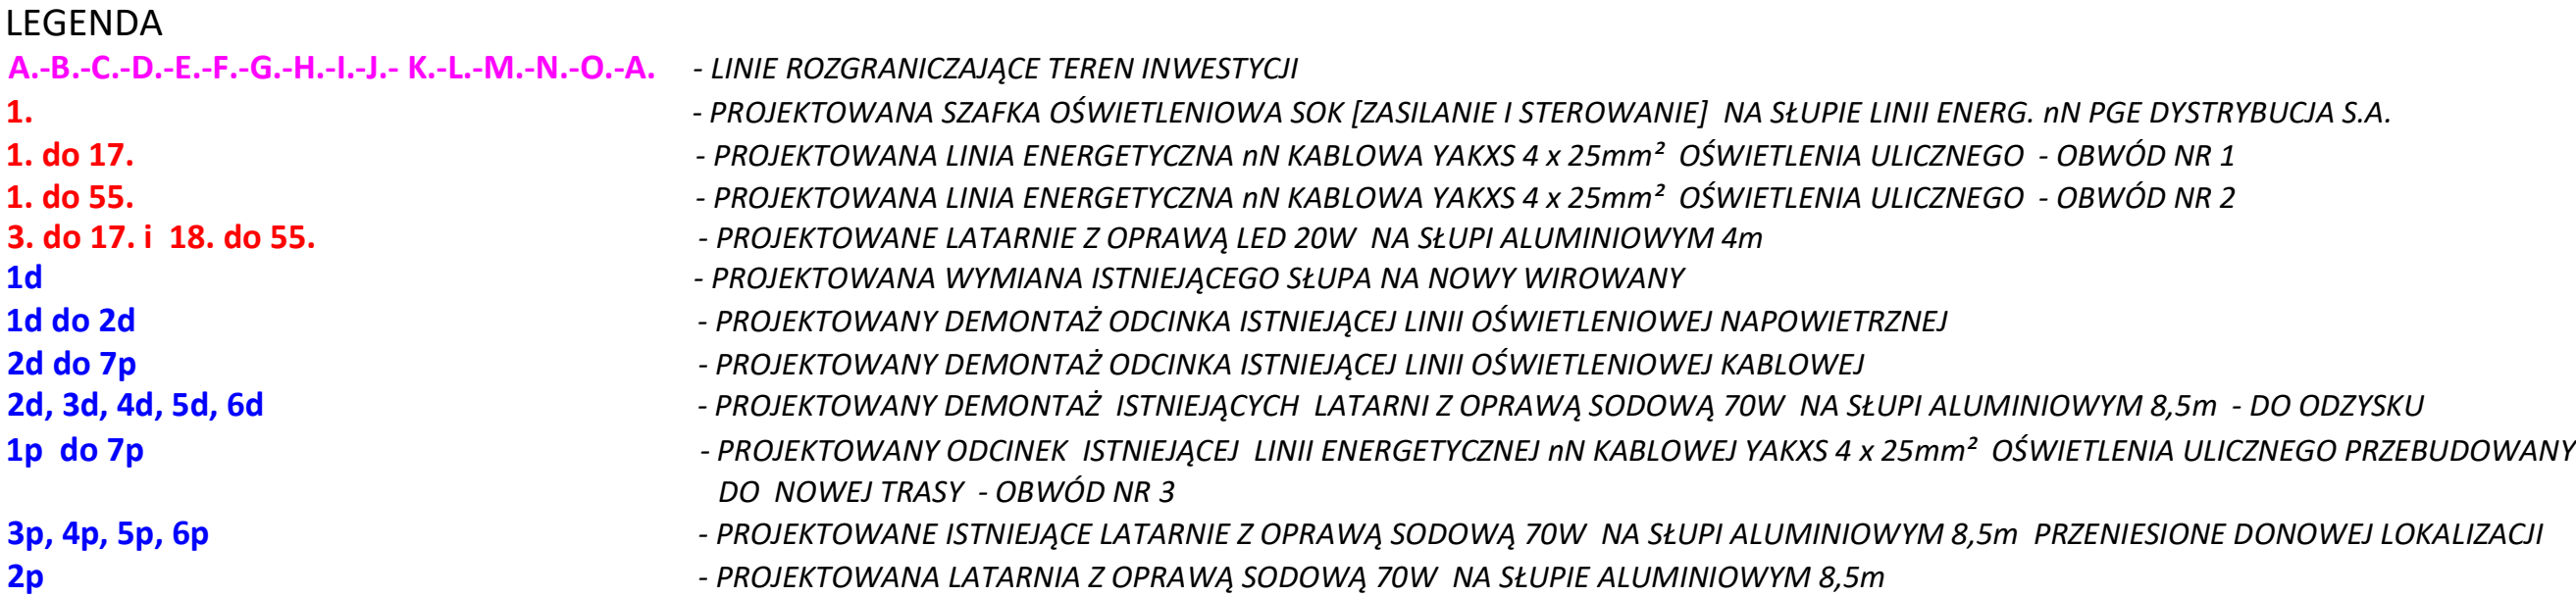 LEGENDA
A.-B.-C.-D.-E.-F.-G.-H.-I.-J.- K.-L.-M.-N.-O.-A. - LINIE ROZGRANICZAJĄCE TEREN INWESTYCJI
1. - PROJEKTOWANA SZAFKA OŚWIETLENIOWA SOK [ZASILANIE I STEROWANIE] NA SŁUPIE LINII ENERG. nN PGE DYSTRYBUCJA S.A.
1. do 17. - PROJEKTOWANA LINIA ENERGETYCZNA nN KABLOWA YAKXS 4 x 25mm² OŚWIETLENIA ULICZNEGO - OBWÓD NR 1
1. do 55. - PROJEKTOWANA LINIA ENERGETYCZNA nN KABLOWA YAKXS 4 x 25mm² OŚWIETLENIA ULICZNEGO - OBWÓD NR 2
3. do 17. i 18. do 55. - PROJEKTOWANE LATARNIE Z OPRAWĄ LED 20W NA SŁUPI ALUMINIOWYM 4m
1d - PROJEKTOWANA WYMIANA ISTNIEJĄCEGO SŁUPA NA NOWY WIROWANY
1d do 2d - PROJEKTOWANY DEMONTAŻ ODCINKA ISTNIEJĄCEJ LINII OŚWIETLENIOWEJ NAPOWIETRZNEJ
2d do 7p - PROJEKTOWANY DEMONTAŻ ODCINKA ISTNIEJĄCEJ LINII OŚWIETLENIOWEJ KABLOWEJ
2d, 3d, 4d, 5d, 6d - PROJEKTOWANY DEMONTAŻ ISTNIEJĄCYCH LATARNI Z OPRAWĄ SODOWĄ 70W NA SŁUPI ALUMINIOWYM 8,5m - DO ODZYSKU
1p do 7p - PROJEKTOWANY ODCINEK ISTNIEJĄCEJ LINII ENERGETYCZNEJ nN KABLOWEJ YAKXS 4 x 25mm² OŚWIETLENIA ULICZNEGO PRZEBUDOWANY
DO NOWEJ TRASY - OBWÓD NR 3
3p, 4p, 5p, 6p - PROJEKTOWANE ISTNIEJĄCE LATARNIE Z OPRAWĄ SODOWĄ 70W NA SŁUPI ALUMINIOWYM 8,5m PRZENIESIONE DONOWEJ LOKALIZACJI
2p - PROJEKTOWANA LATARNIA Z OPRAWĄ SODOWĄ 70W NA SŁUPIE ALUMINIOWYM 8,5m